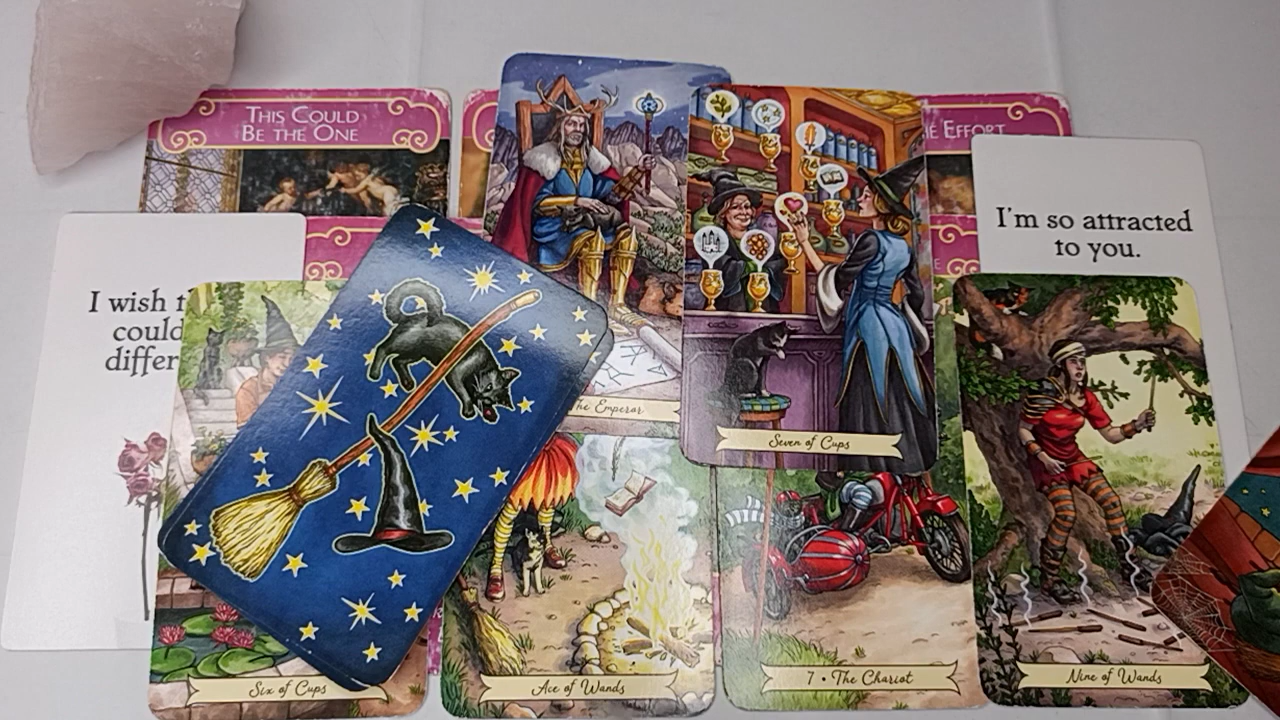 THIS COULD
BE THE ONE
EFFORT
I'm so attracted
to you.
I wish
could
differ
The Emperor
Seven of Cups
Six of Cups
Ace of Wands
7 • The Chariot
Nine of Wands